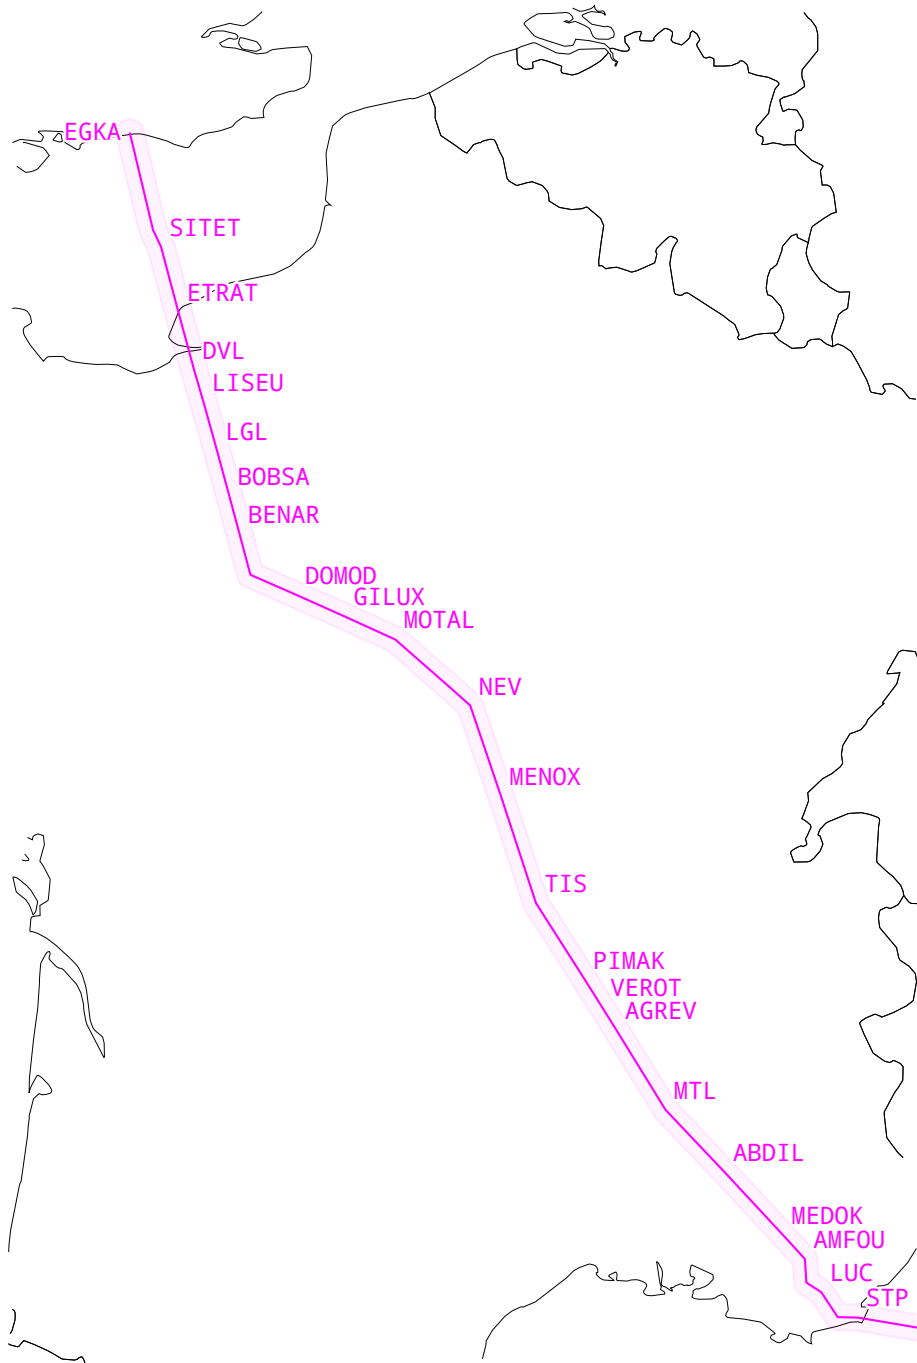 EGKA
SITET
ETRAT
DVL
LISEU
LGL
BOBSA
BENAR
DOMOD
GILUX
MOTAL
NEV
MENOX
TIS
PIMAK
VEROT
AGREV
MTL
ABDIL
MEDOK
AMFOU
LUC
STP